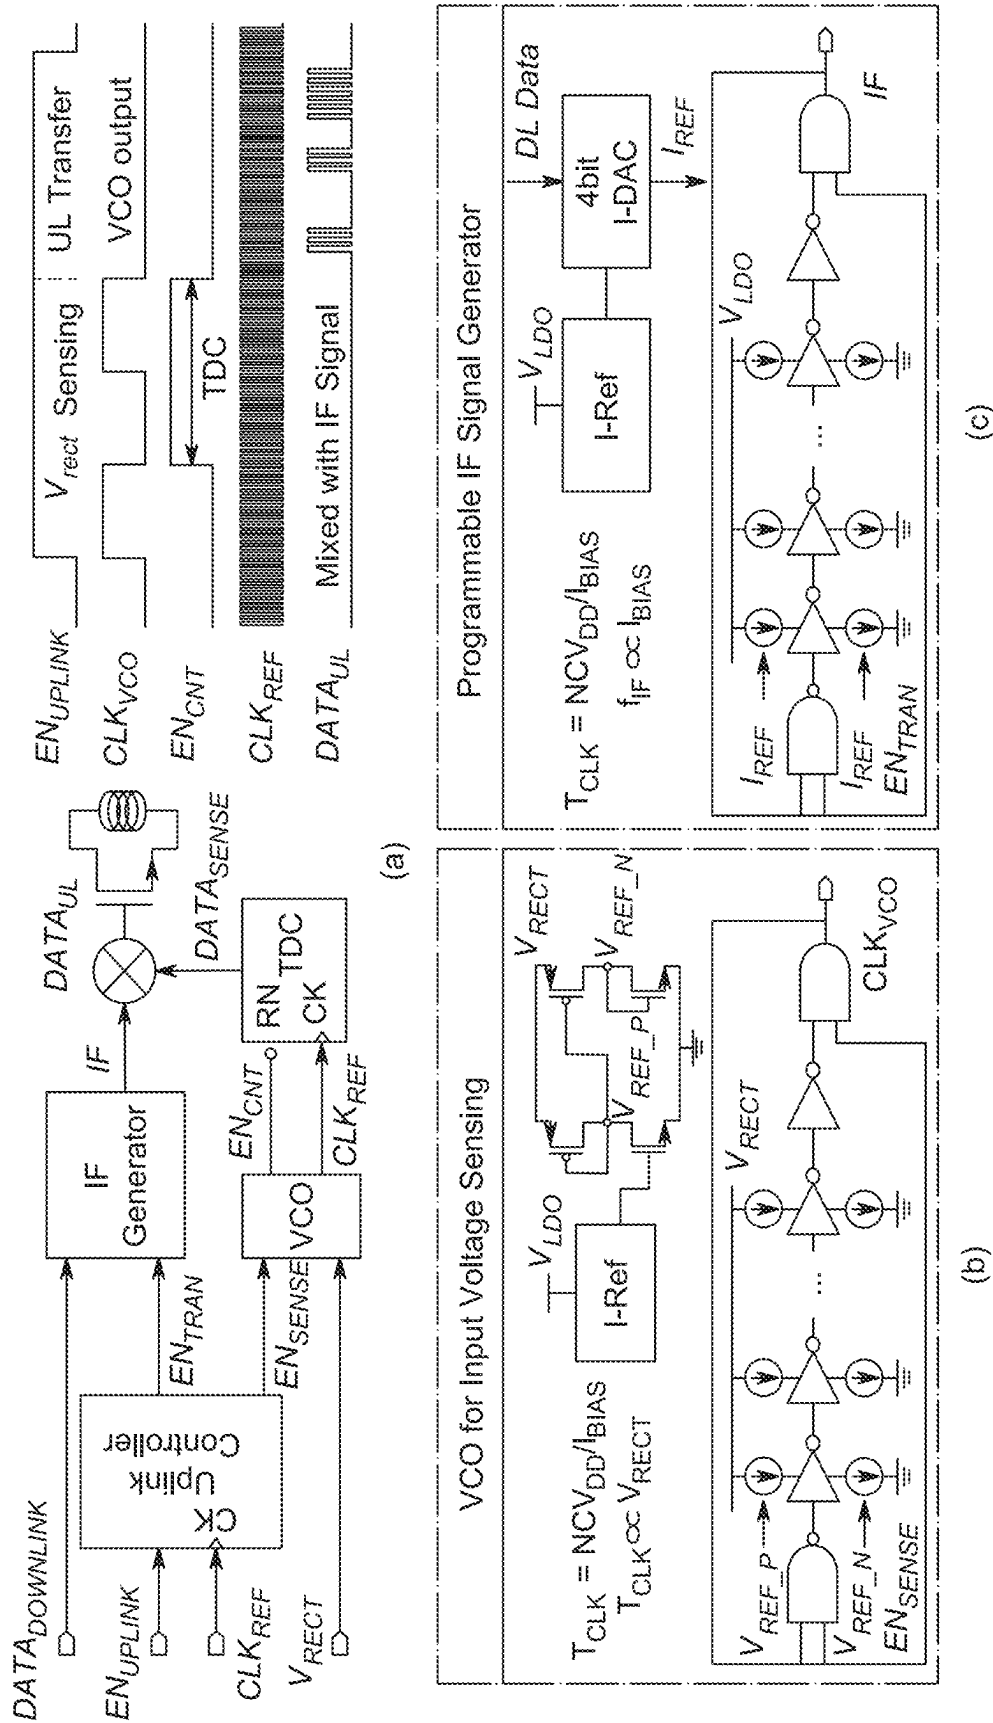 DATA_DOWNLINK
EN_UPLINK
CLK_REF
V_RECT
CK
Uplink
Controller
EN_TRAN
EN_SENSE
IF
Generator
VCO
IF
EN_CNT
CLK_REF
RN
TDC
CK
DATA_UL
DATA_SENSE
EN_UPLINK
V_rect Sensing
UL Transfer
CLK_VCO
VCO output
EN_CNT
TDC
CLK_REF
DATA_UL
Mixed with IF Signal
(a)
VCO for Input Voltage Sensing
T_CLK = NCV_DD/I_BIAS
T_CLK ∝ V_RECT
V_LDO
I-Ref
V_RECT
V_REF_P
V_REF_N
V_REF_P
V_REF_N
EN_SENSE
V_RECT
...
CLK_VCO
(b)
Programmable IF Signal Generator
T_CLK = NCV_DD/I_BIAS
f_IF ∝ I_BIAS
V_LDO
I-Ref
DL Data
4bit
I-DAC
I_REF
I_REF
I_REF
EN_TRAN
V_LDO
...
IF
(c)